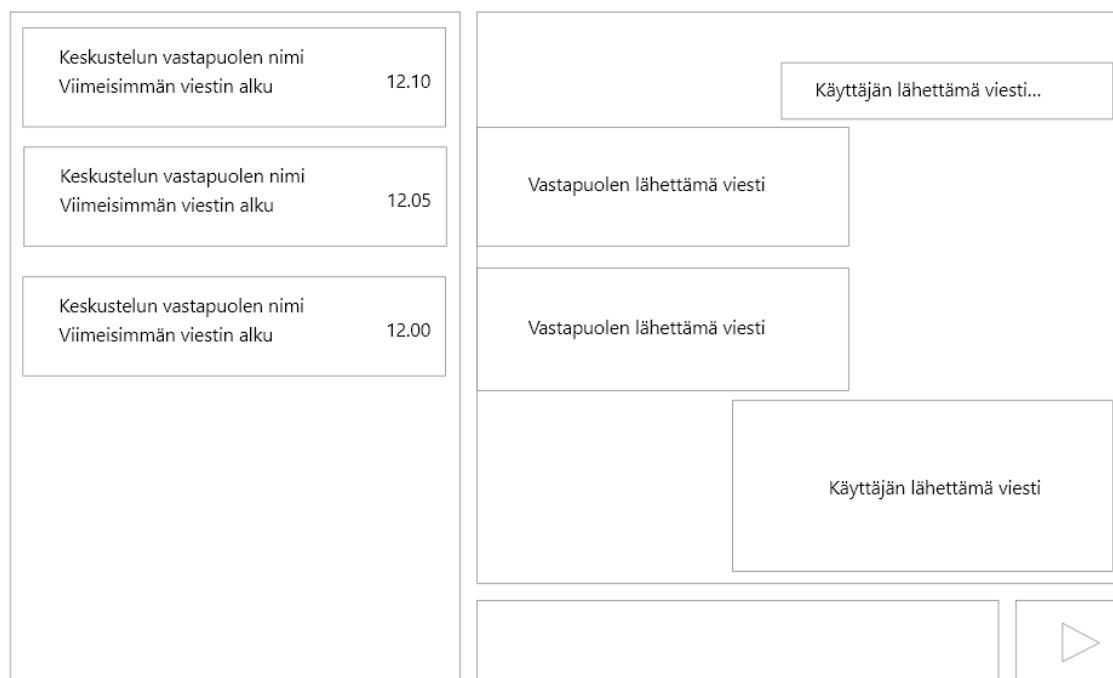 Keskustelun vastapuolen nimi
Viimeisimmän viestin alku
12.10
Keskustelun vastapuolen nimi
Viimeisimmän viestin alku
12.05
Keskustelun vastapuolen nimi
Viimeisimmän viestin alku
12.00
Käyttäjän lähettämä viesti...
Vastapuolen lähettämä viesti
Vastapuolen lähettämä viesti
Käyttäjän lähettämä viesti